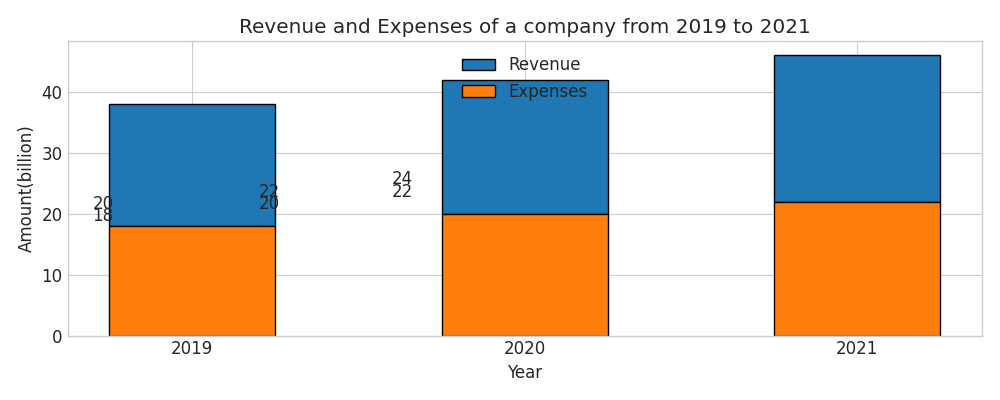 Revenue and Expenses of a company from 2019 to 2021
Revenue
Expenses
Amount(billion)
40
30
20
10
0
24
22
22
20
20
18
2019
2020
2021
Year